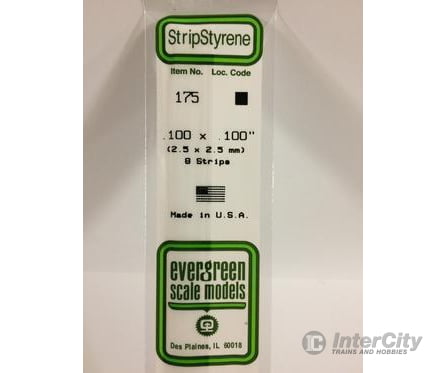 StripStyrene
Item No. Loc. Code
175
.100 x .100"
(2.5 x 2.5 mm)
8 Strips
Made in U.S.A.
evergreen
scale models
Des Plaines, IL 60018
IC InterCity
TRAINS AND HOBBIES